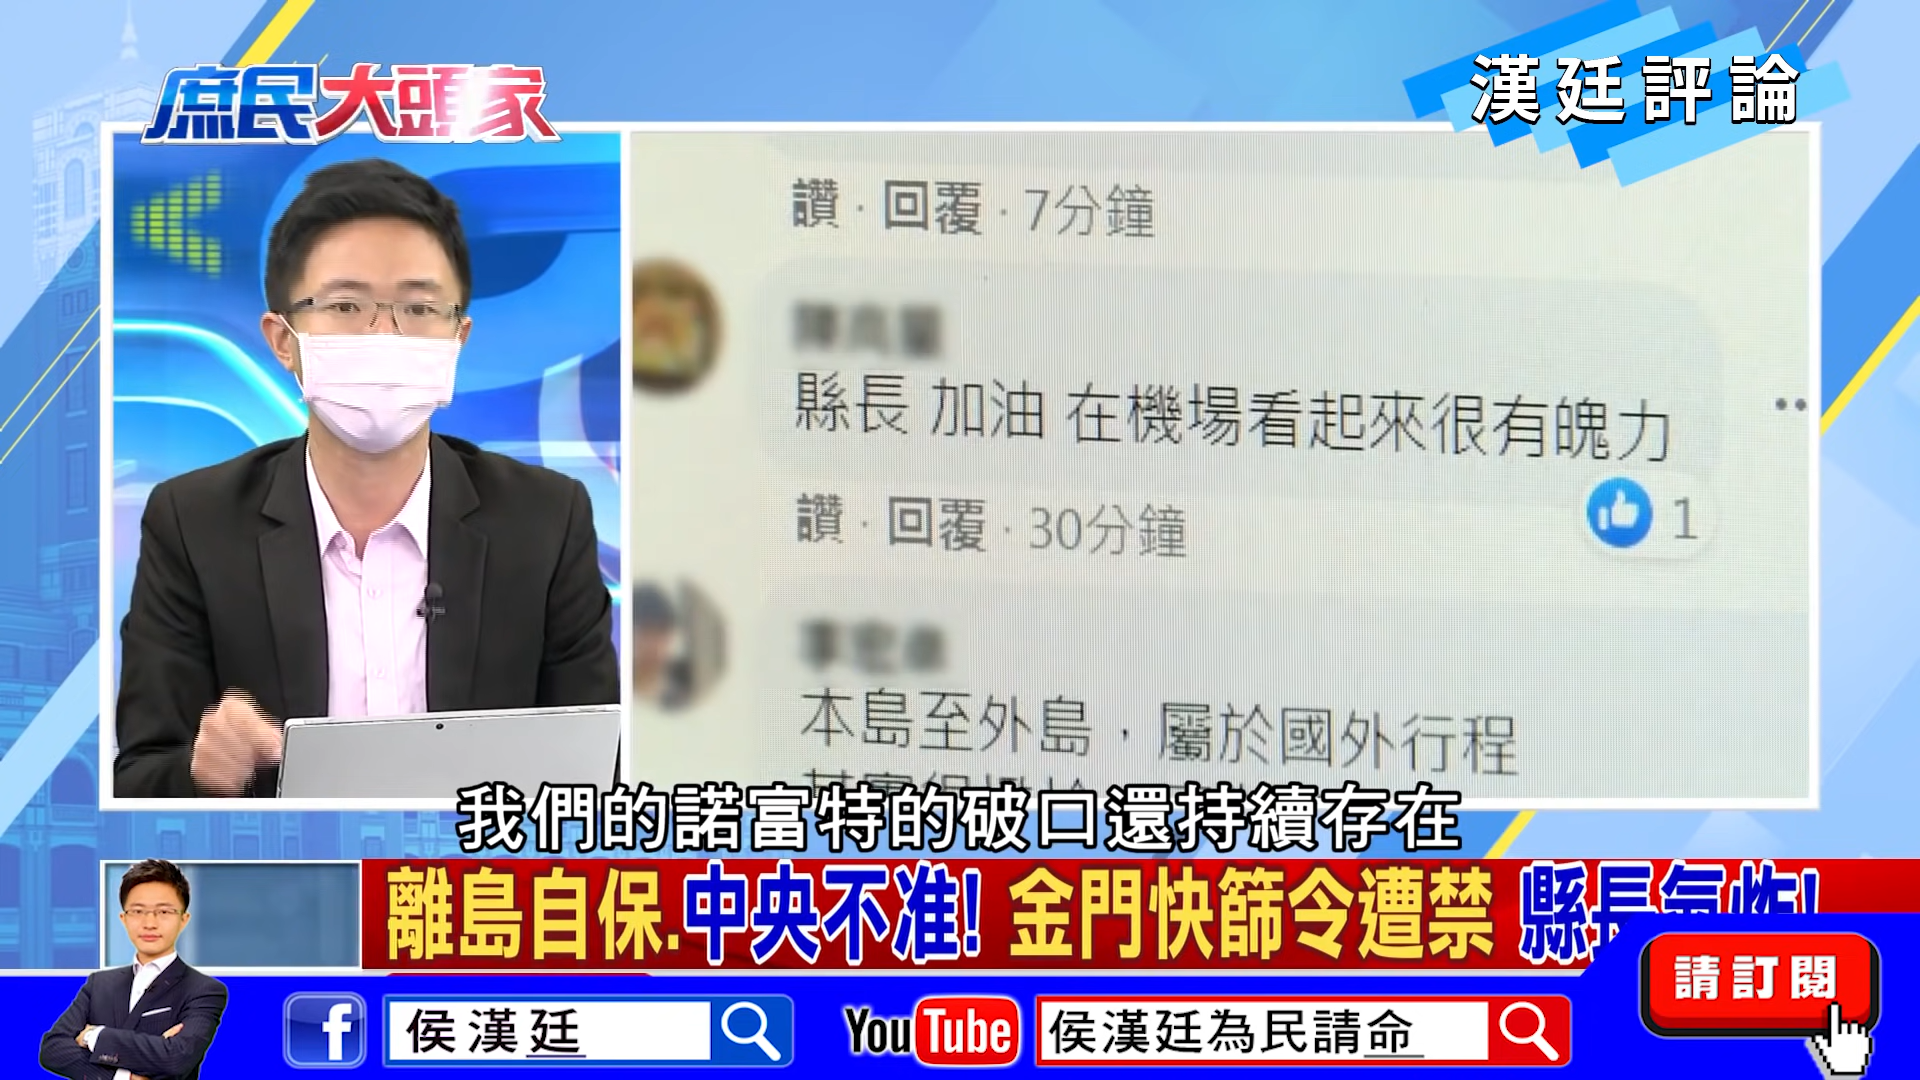 庶民大頭家
漢廷評論
讚·回覆·7分鐘
縣長 加油 在機場看起來很有魄力
讚·回覆·30分鐘
1
本島至外島，屬於國外行程
我們的諾富特的破口還持續存在
離島自保.中央不准! 金門快篩令遭禁 縣長氣炸!
請訂閱
f 侯漢廷
YouTube 侯漢廷為民請命